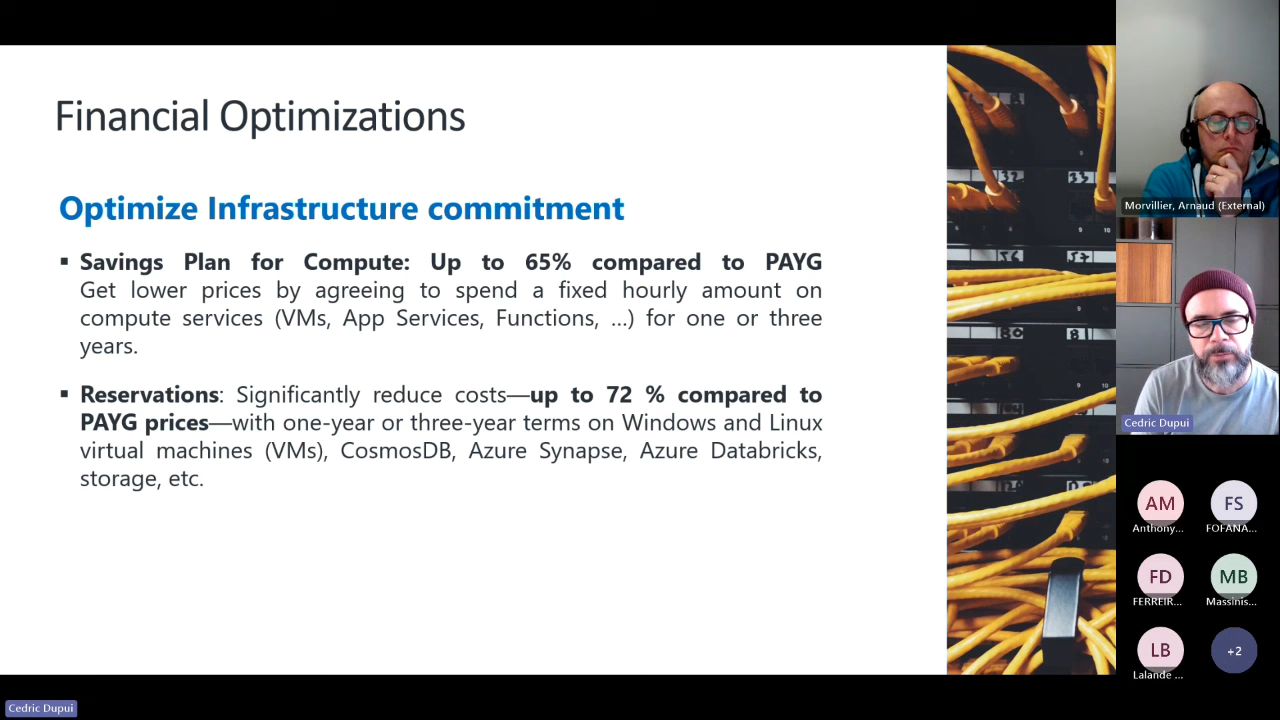 Financial Optimizations
Optimize Infrastructure commitment
▪ Savings Plan for Compute: Up to 65% compared to PAYG
Get lower prices by agreeing to spend a fixed hourly amount on
compute services (VMs, App Services, Functions, ...) for one or three
years.
▪ Reservations: Significantly reduce costs—up to 72 % compared to
PAYG prices—with one-year or three-year terms on Windows and Linux
virtual machines (VMs), CosmosDB, Azure Synapse, Azure Databricks,
storage, etc.
Morvillier, Arnaud (External)
Cedric Dupui
AM
FS
Anthony...
FOFANA...
FD
MB
FERREIR...
Massinis...
LB
+2
Lalande ...
Cedric Dupui